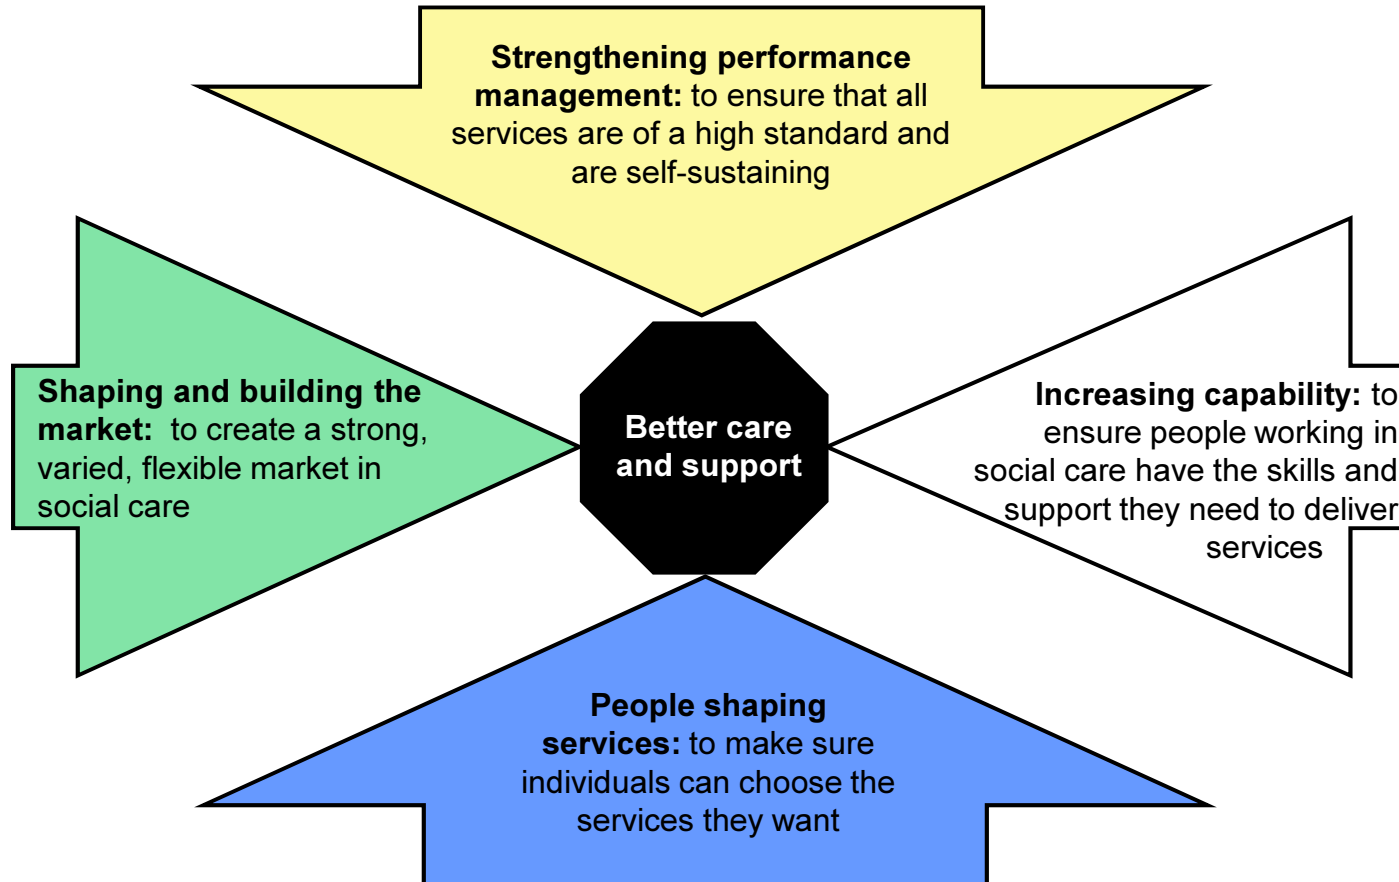 Strengthening performance
management: to ensure that all
services are of a high standard and
are self-sustaining
Shaping and building the
market:  to create a strong,
varied, flexible market in
social care
Better care
and support
Increasing capability: to
ensure people working in
social care have the skills and
support they need to deliver
services
People shaping
services: to make sure
individuals can choose the
services they want